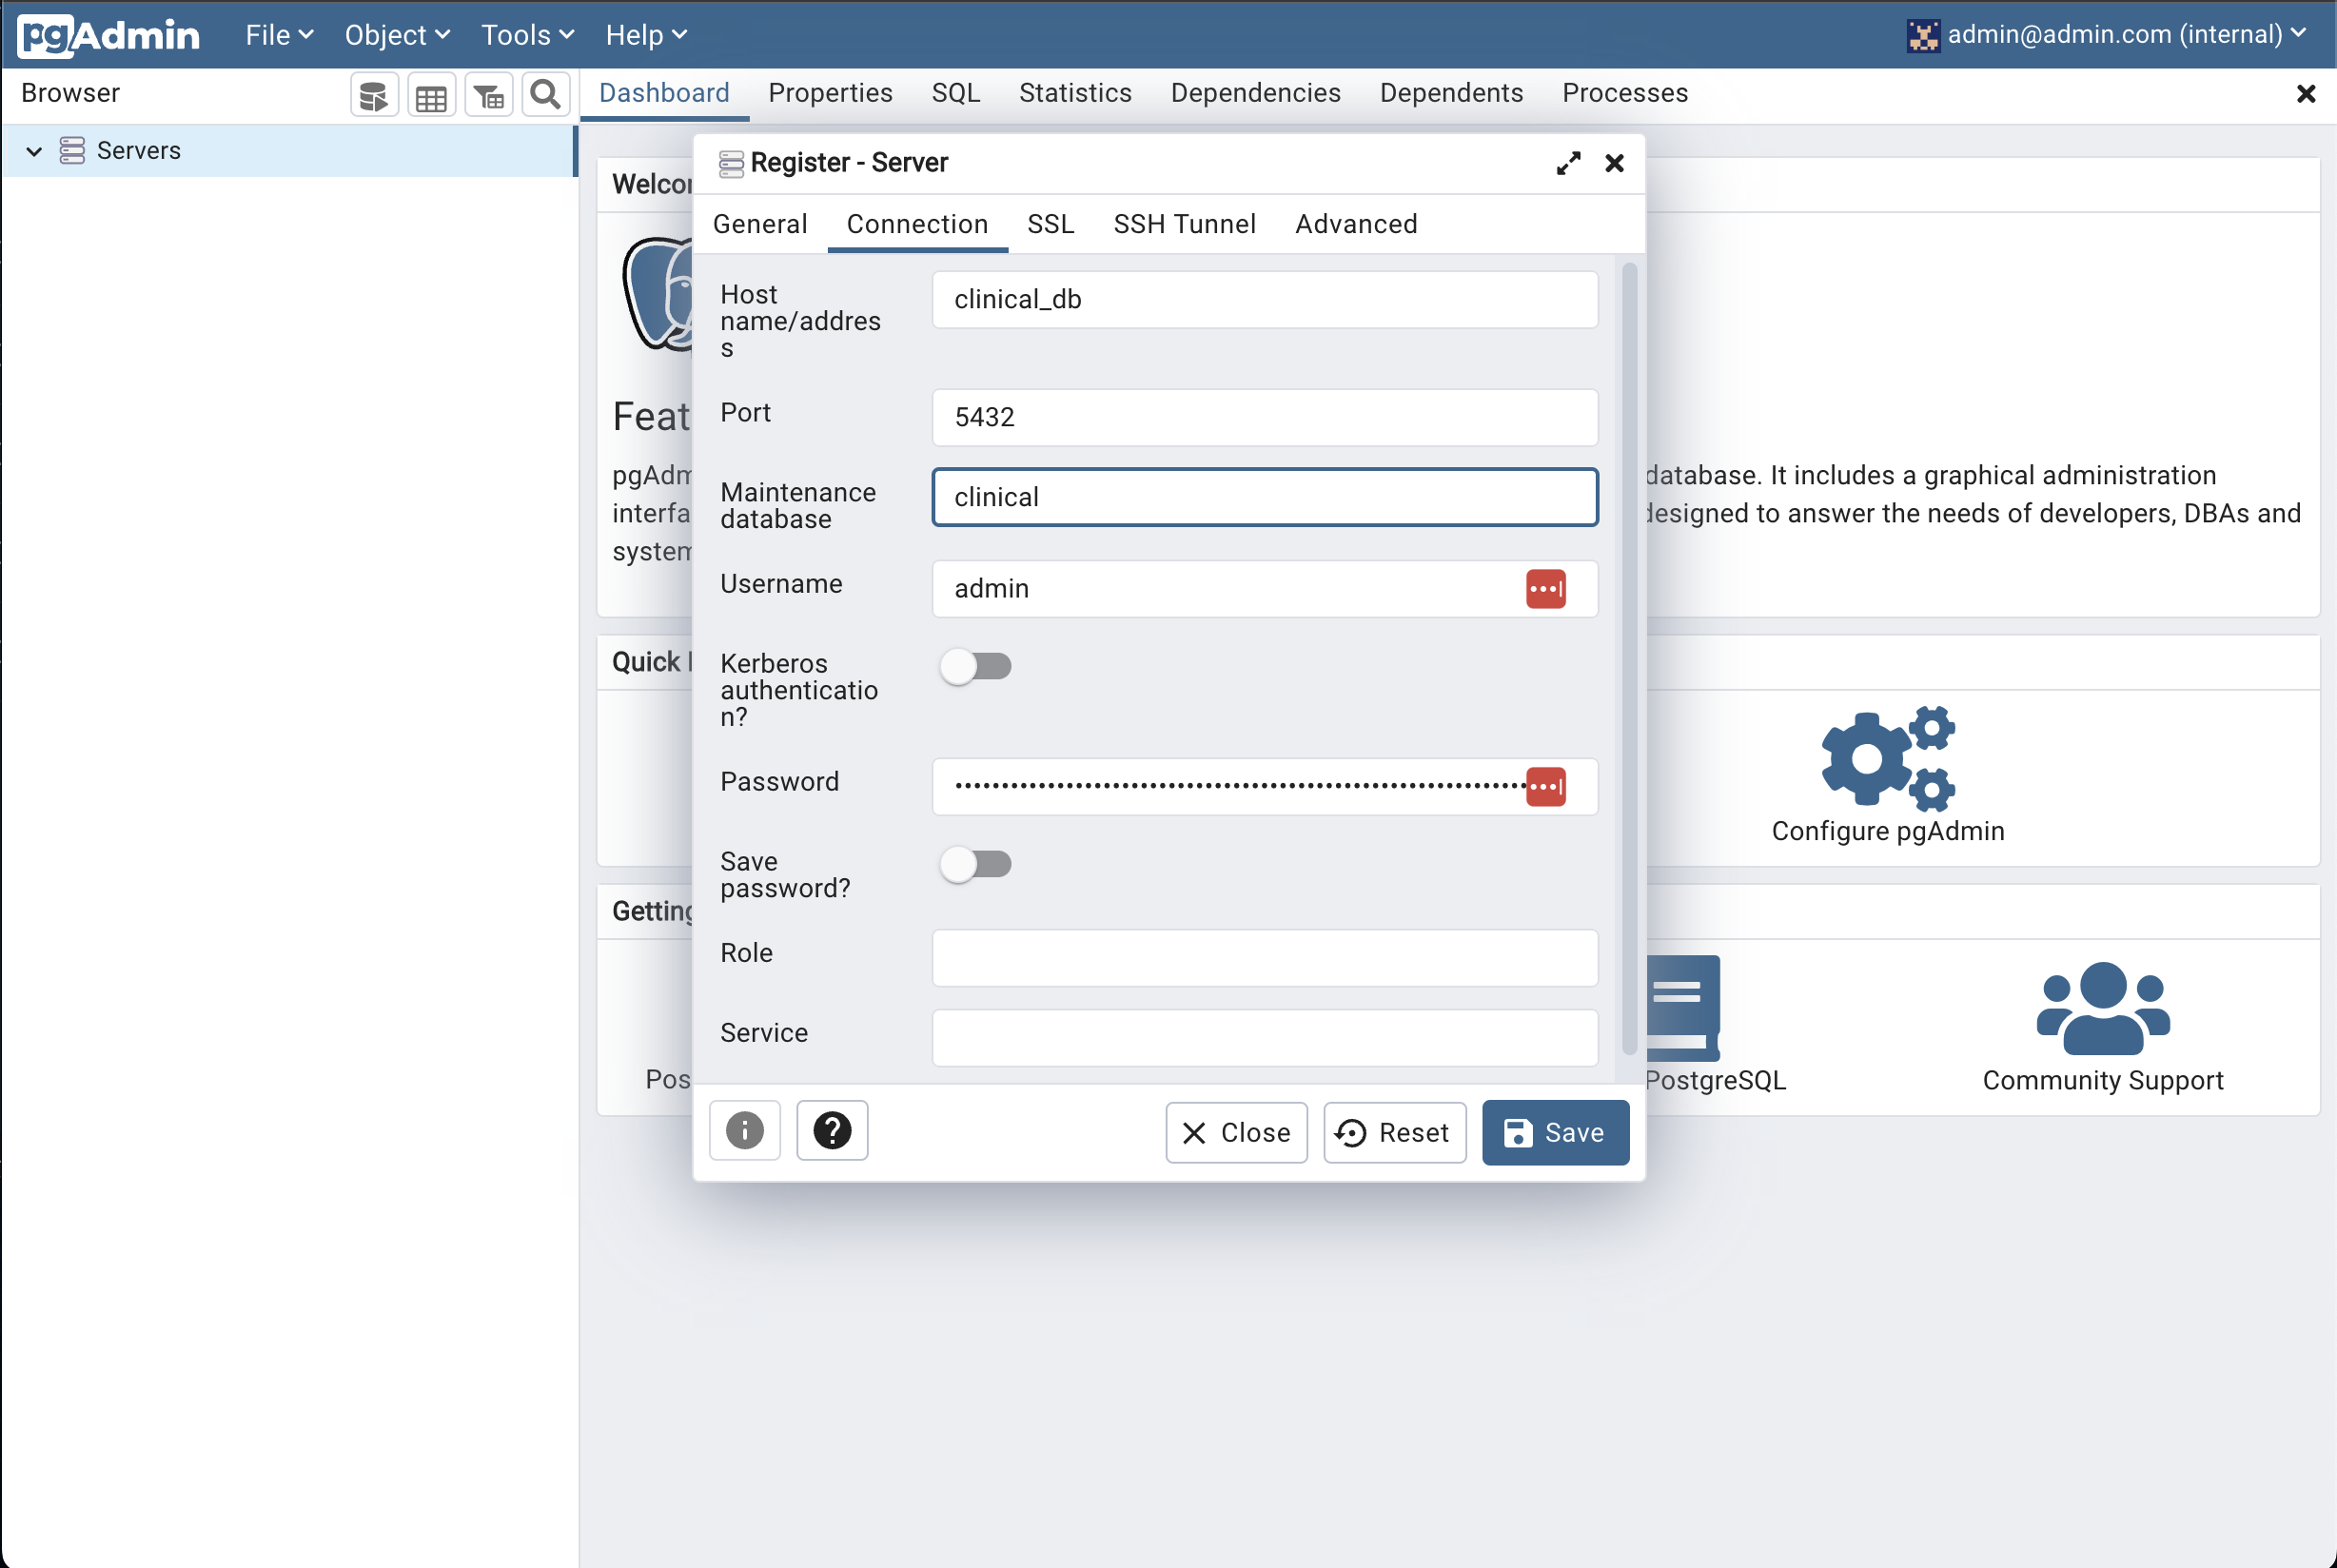 pgAdmin File Object Tools Help admin@admin.com (internal)
Browser Dashboard Properties SQL Statistics Dependencies Dependents Processes
Servers
Register - Server
General Connection SSL SSH Tunnel Advanced
Host
name/addres
s
clinical_db
Port
5432
Maintenance
database
clinical
Username
admin
Kerberos
authenticatio
n?
Password
Save
password?
Role
Service
Close Reset Save
Feat
pgAdm
database. It includes a graphical administration
interfa
designed to answer the needs of developers, DBAs and
system
Quick
Configure pgAdmin
Getting
Pos
PostgreSQL
Community Support